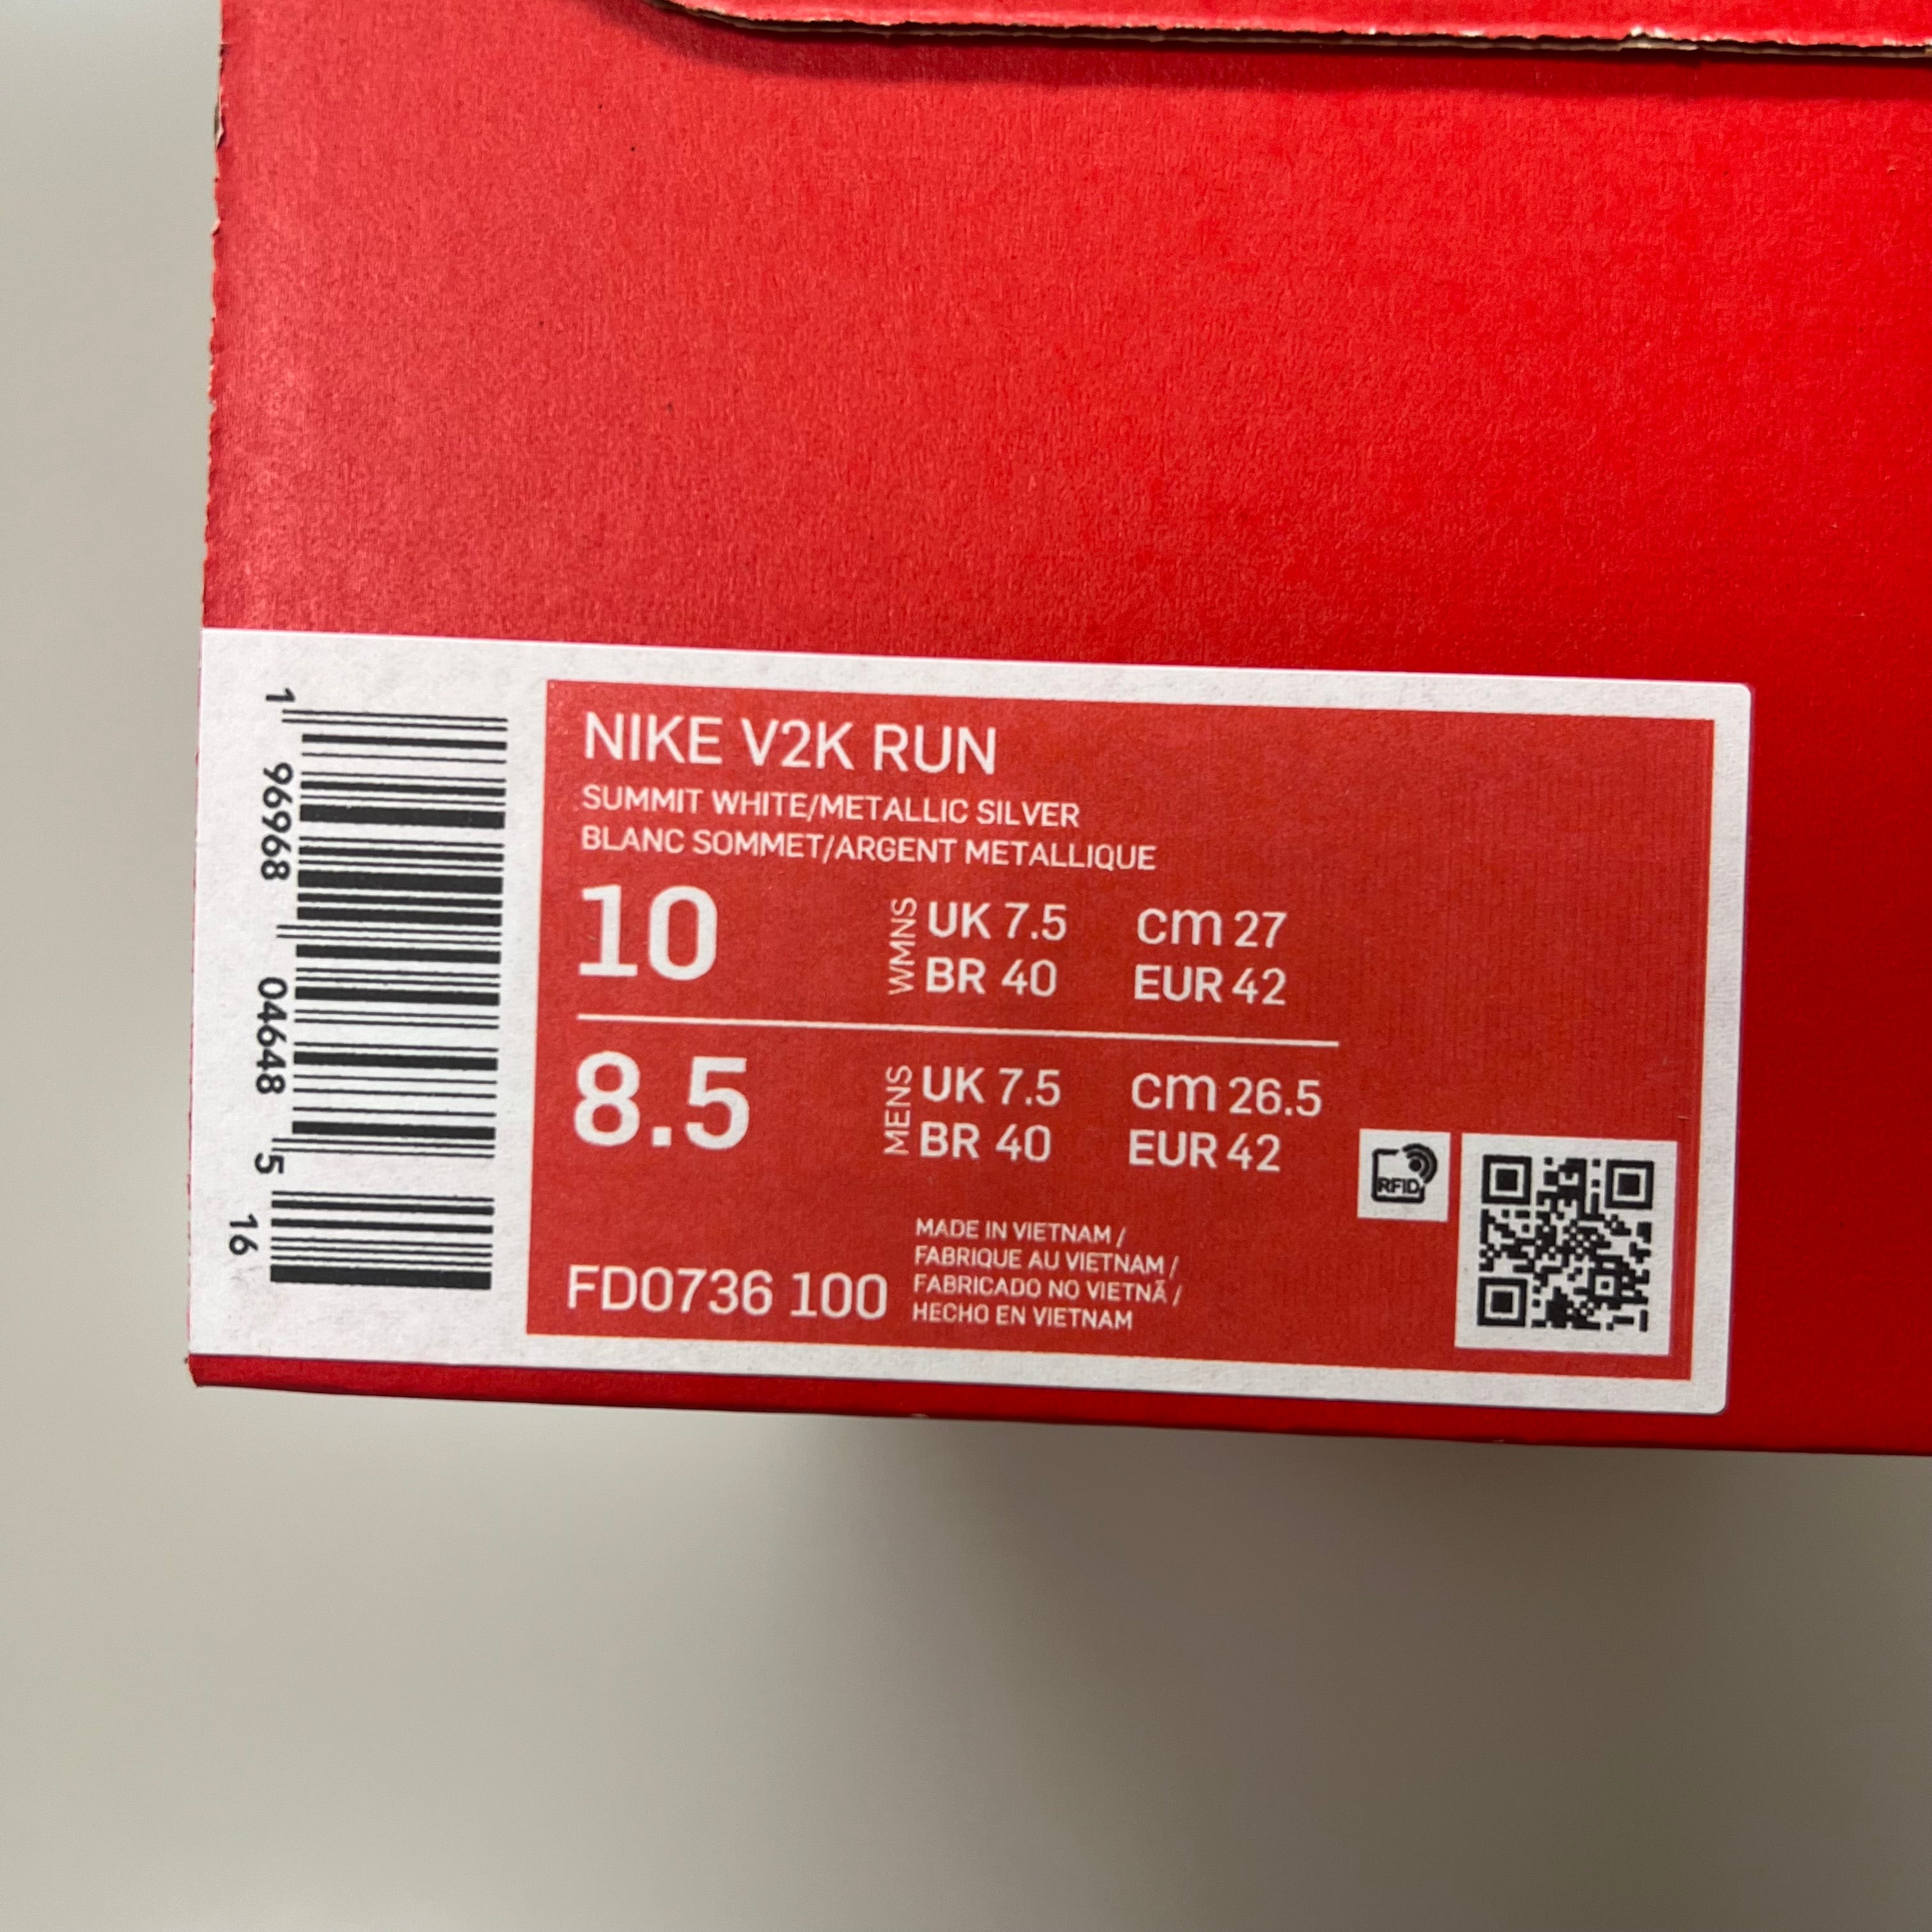 NIKE V2K RUN
SUMMIT WHITE/METALLIC SILVER
BLANC SOMMET/ARGENT METALLIQUE
10
WMNS
UK 7.5 cm 27
BR 40 EUR 42
8.5
MENS
UK 7.5 cm 26.5
BR 40 EUR 42
RFID
FD0736 100
MADE IN VIETNAM /
FABRIQUE AU VIETNAM /
FABRICADO NO VIETNÃ /
HECHO EN VIETNAM
1 96968 04648 5
16